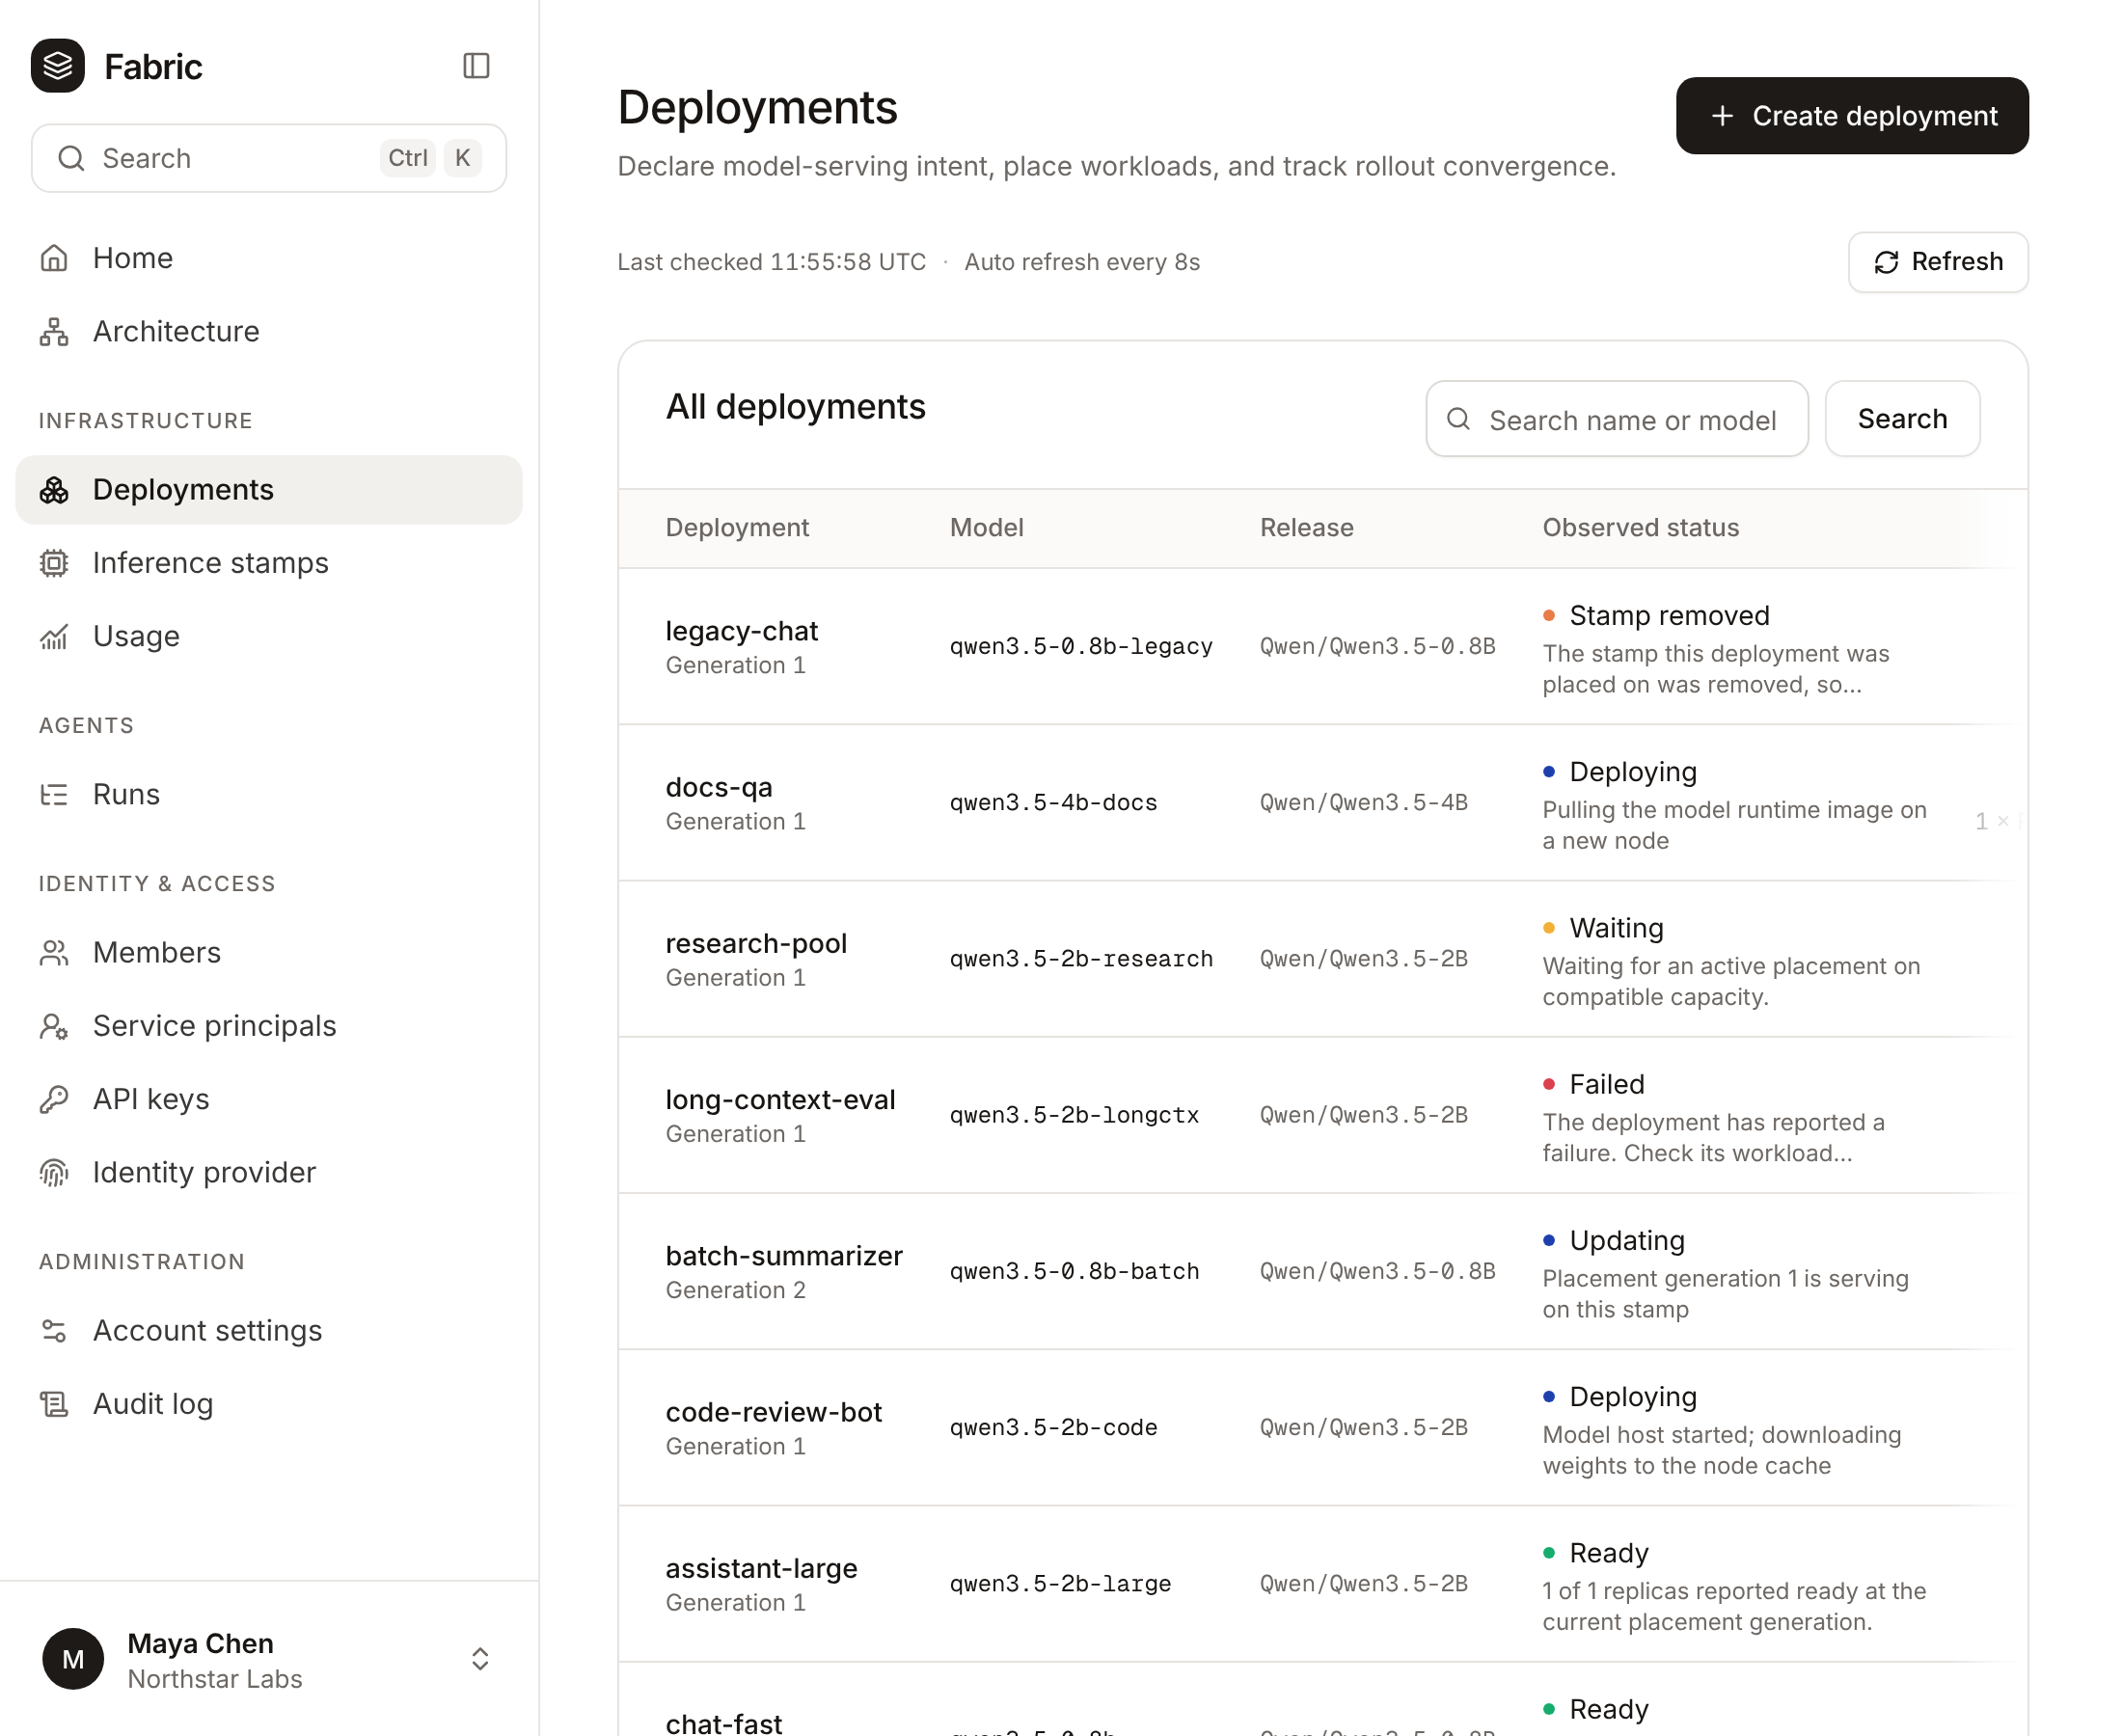 Fabric
Search Ctrl K
Home
Architecture
INFRASTRUCTURE
Deployments
Inference stamps
Usage
AGENTS
Runs
IDENTITY & ACCESS
Members
Service principals
API keys
Identity provider
ADMINISTRATION
Account settings
Audit log
M
Maya Chen
Northstar Labs
Deployments
Declare model-serving intent, place workloads, and track rollout convergence.
Create deployment
Last checked 11:55:58 UTC · Auto refresh every 8s
Refresh
All deployments
Search name or model
Search
Deployment Model Release Observed status
legacy-chat
Generation 1
qwen3.5-0.8b-legacy
Qwen/Qwen3.5-0.8B
Stamp removed
The stamp this deployment was
placed on was removed, so...
docs-qa
Generation 1
qwen3.5-4b-docs
Qwen/Qwen3.5-4B
Deploying
Pulling the model runtime image on
a new node
1 ×
research-pool
Generation 1
qwen3.5-2b-research
Qwen/Qwen3.5-2B
Waiting
Waiting for an active placement on
compatible capacity.
long-context-eval
Generation 1
qwen3.5-2b-longctx
Qwen/Qwen3.5-2B
Failed
The deployment has reported a
failure. Check its workload...
batch-summarizer
Generation 2
qwen3.5-0.8b-batch
Qwen/Qwen3.5-0.8B
Updating
Placement generation 1 is serving
on this stamp
code-review-bot
Generation 1
qwen3.5-2b-code
Qwen/Qwen3.5-2B
Deploying
Model host started; downloading
weights to the node cache
assistant-large
Generation 1
qwen3.5-2b-large
Qwen/Qwen3.5-2B
Ready
1 of 1 replicas reported ready at the
current placement generation.
chat-fast
Ready